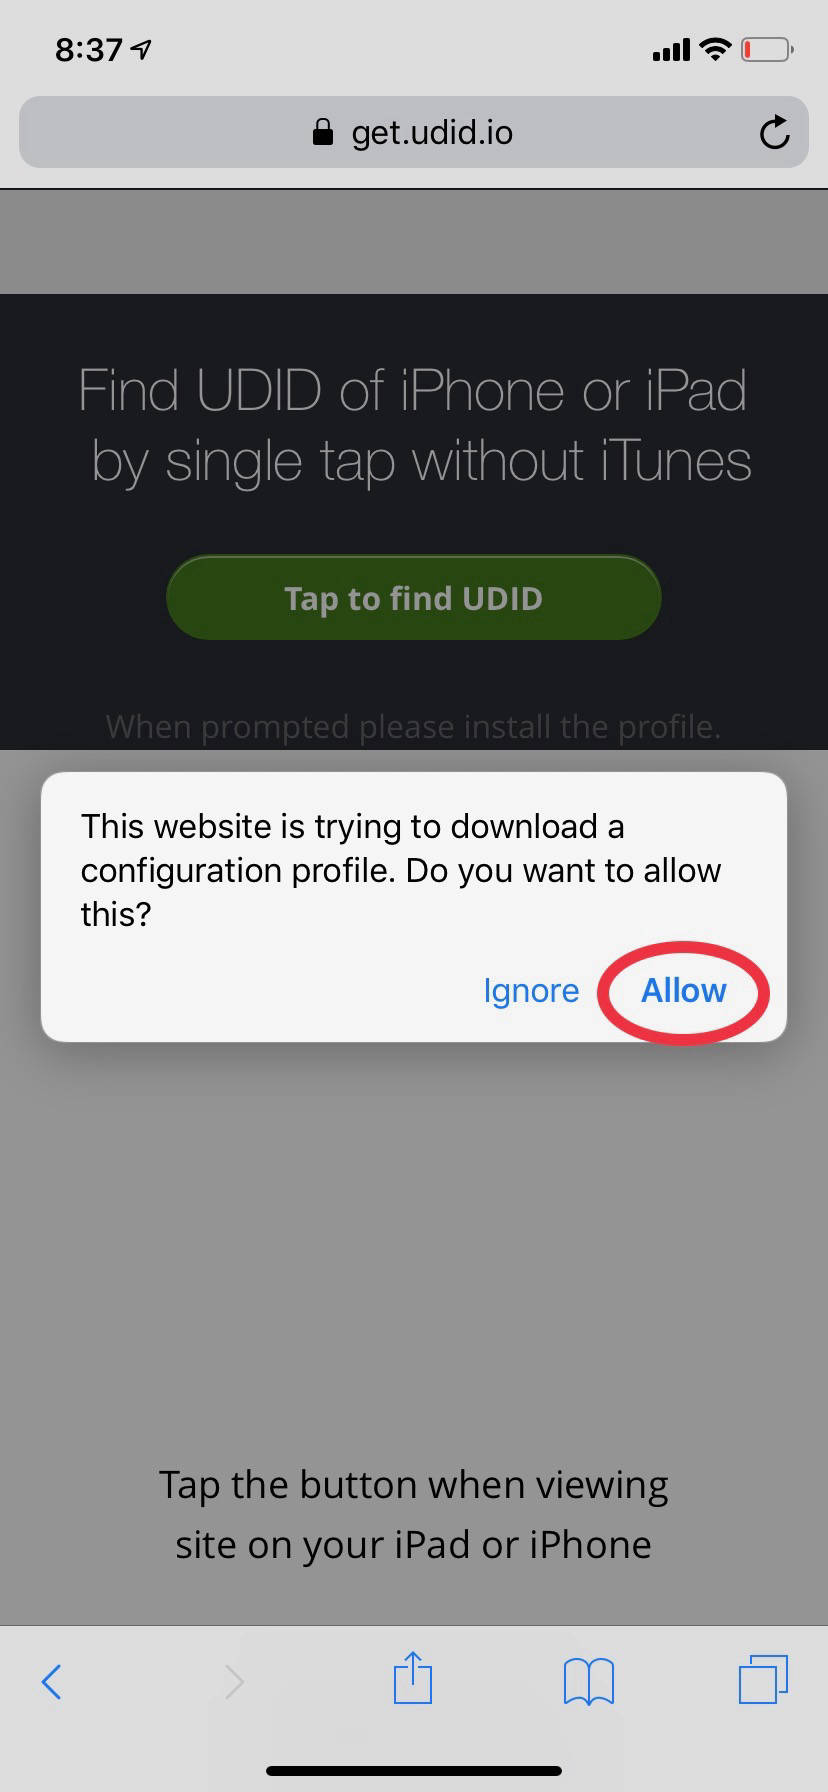 8:37
get.udid.io
Find UDID of iPhone or iPad
by single tap without iTunes
Tap to find UDID
When prompted please install the profile.
This website is trying to download a
configuration profile. Do you want to allow
this?
Ignore Allow
Tap the button when viewing
site on your iPad or iPhone